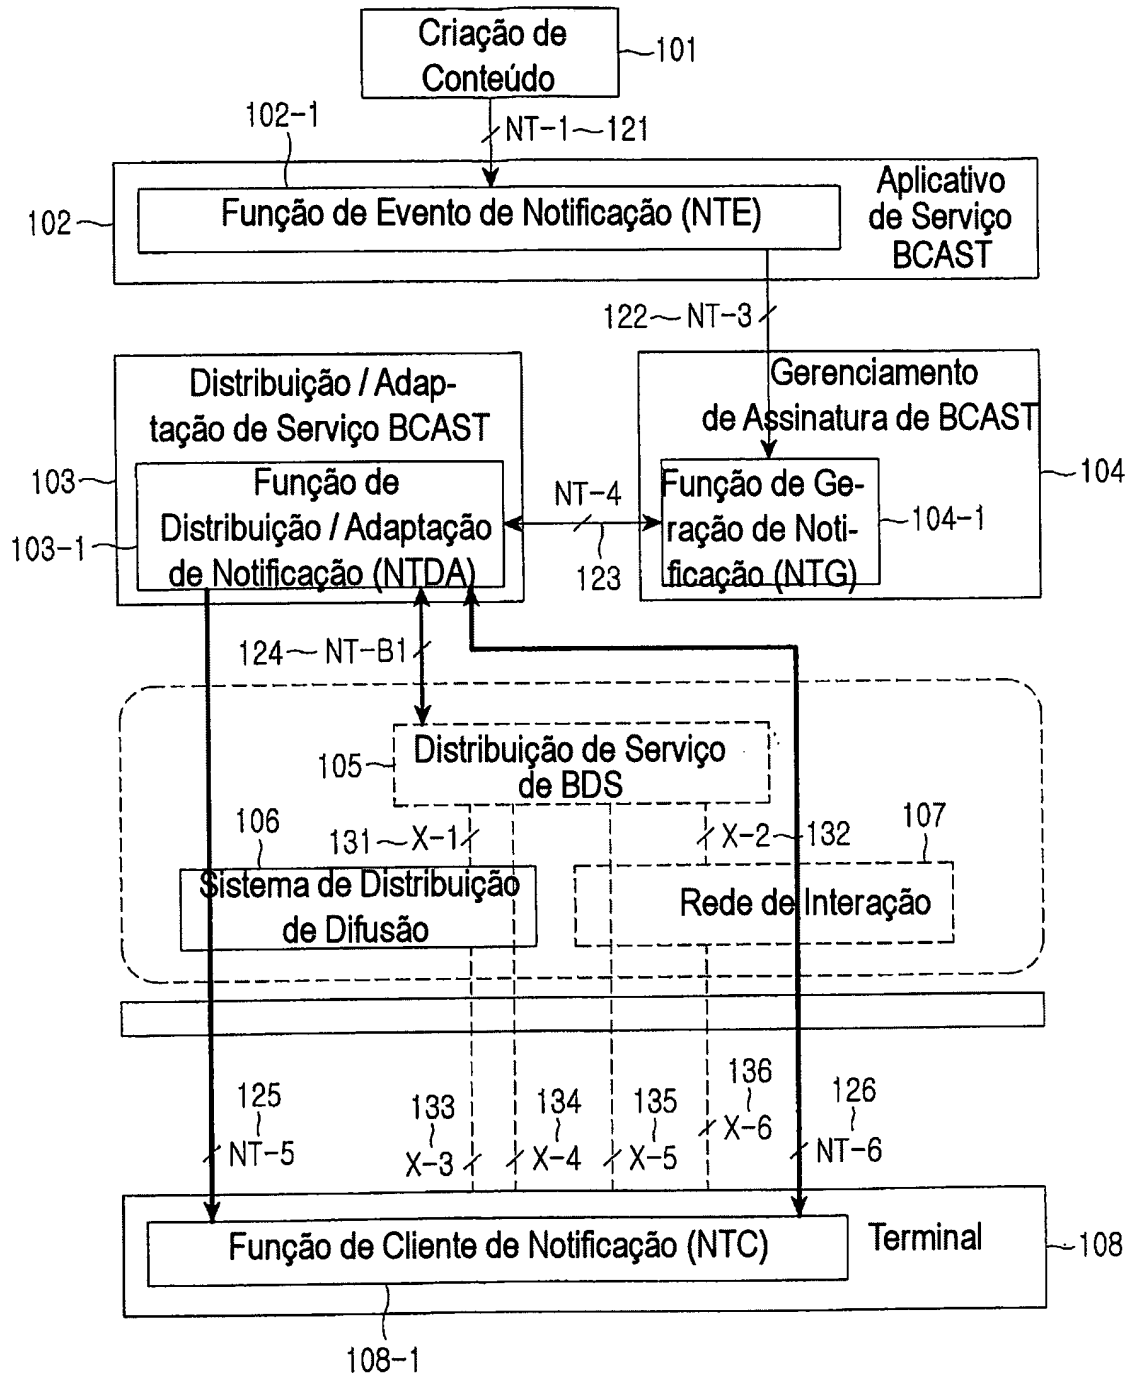 Criação de
Conteúdo
101
102-1
NT-1
121
Função de Evento de Notificação (NTE)
Aplicativo
de Serviço
BCAST
102
122
NT-3
Distribuição / Adap-
tação de Serviço BCAST
Gerenciamento
de Assinatura de BCAST
103
Função de
Distribuição / Adaptação
de Notificação (NTDA)
103-1
NT-4
123
Função de Ge-
ração de Noti-
ficação (NTG)
104
104-1
124
NT-B1
105
Distribuição de Serviço
de BDS
106
131
X-1
X-2
132
107
Sistema de Distribuição
de Difusão
Rede de Interação
125
NT-5
133
X-3
134
X-4
135
X-5
136
X-6
126
NT-6
Função de Cliente de Notificação (NTC)
Terminal
108
108-1